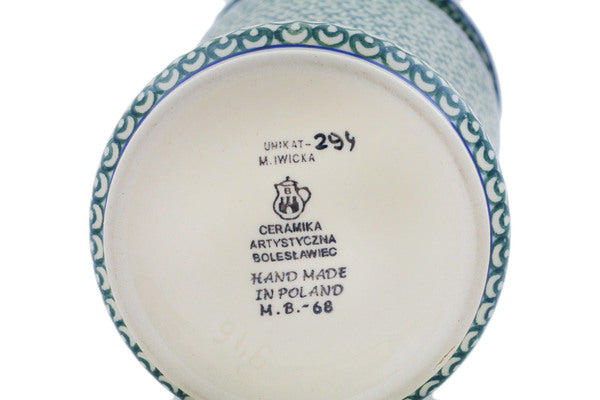 UNIKAT-294
M.IWICKA
B
CERAMIKA
ARTYSTYCZNA
BOLESŁAWIEC
HAND MADE
IN POLAND
M.B.-68